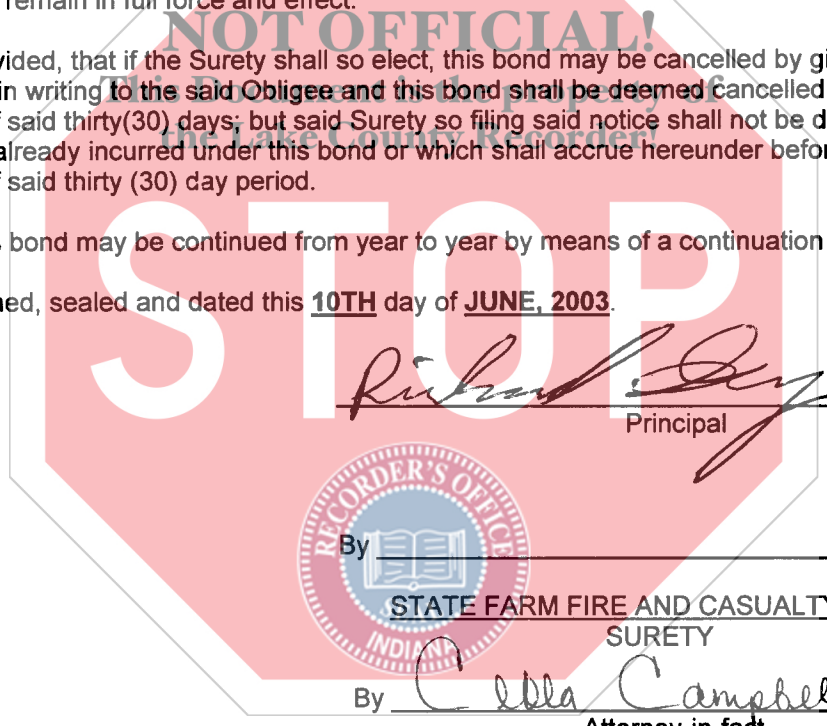 remain in full force and effect.
NOT OFFICIAL!
vided, that if the Surety shall so elect, this bond may be cancelled by gi
in writing to the said Obligee and this bond shall be deemed cancelled
This Document is the property of
f said thirty(30) days; but said Surety so filing said notice shall not be d
the Lake County Recorder!
already incurred under this bond or which shall accrue hereunder befor
f said thirty (30) day period.
STOP
bond may be continued from year to year by means of a continuation
ned, sealed and dated this 10TH day of JUNE, 2003.
Richard
Principal
RECORDER'S OFFICE
By
STATE FARM FIRE AND CASUALTY
SURETY
INDIANA
By Campbel
Attorney-in-fact